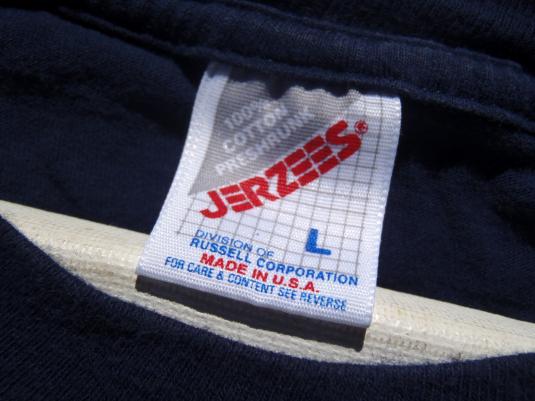 100%
COTTON
PRESHRUNK
JERZEES®
L
DIVISION OF
RUSSELL CORPORATION
MADE IN U.S.A.
FOR CARE & CONTENT SEE REVERSE